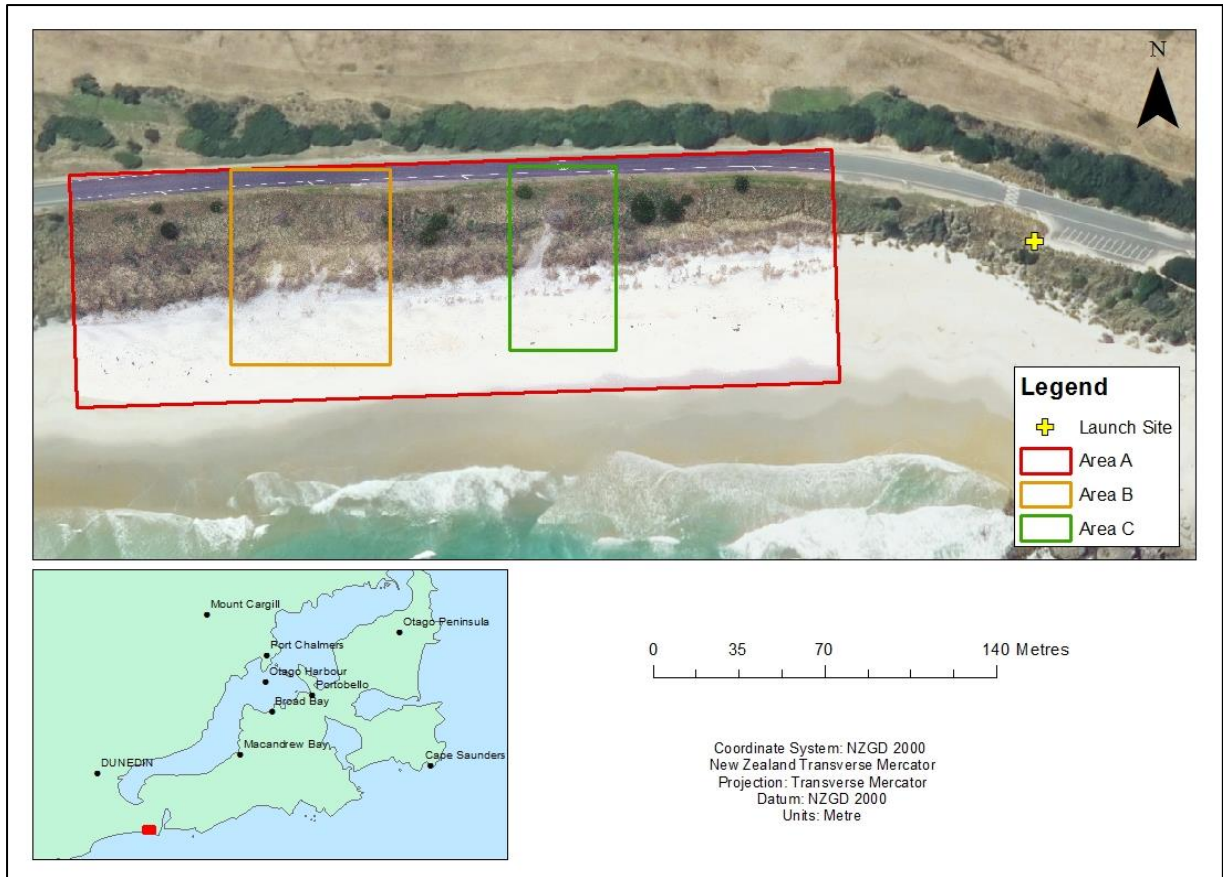 N
Legend
Launch Site
Area A
Area B
Area C
Mount Cargill
Otago Peninsula
Port Chalmers
Otago Harbour
Portobello
Broad Bay
Macandrew Bay
Cape Saunders
DUNEDIN
0 35 70 140 Metres
Coordinate System: NZGD 2000
New Zealand Transverse Mercator
Projection: Transverse Mercator
Datum: NZGD 2000
Units: Metre